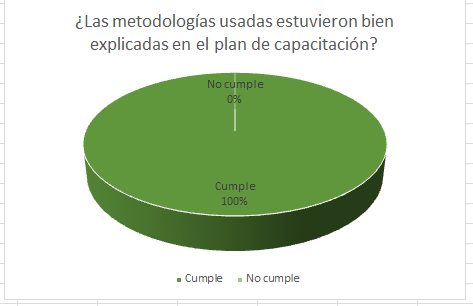 ¿Las metodologías usadas estuvieron bien
explicadas en el plan de capacitación?
No cumple
0%
Cumple
100%
Cumple No cumple